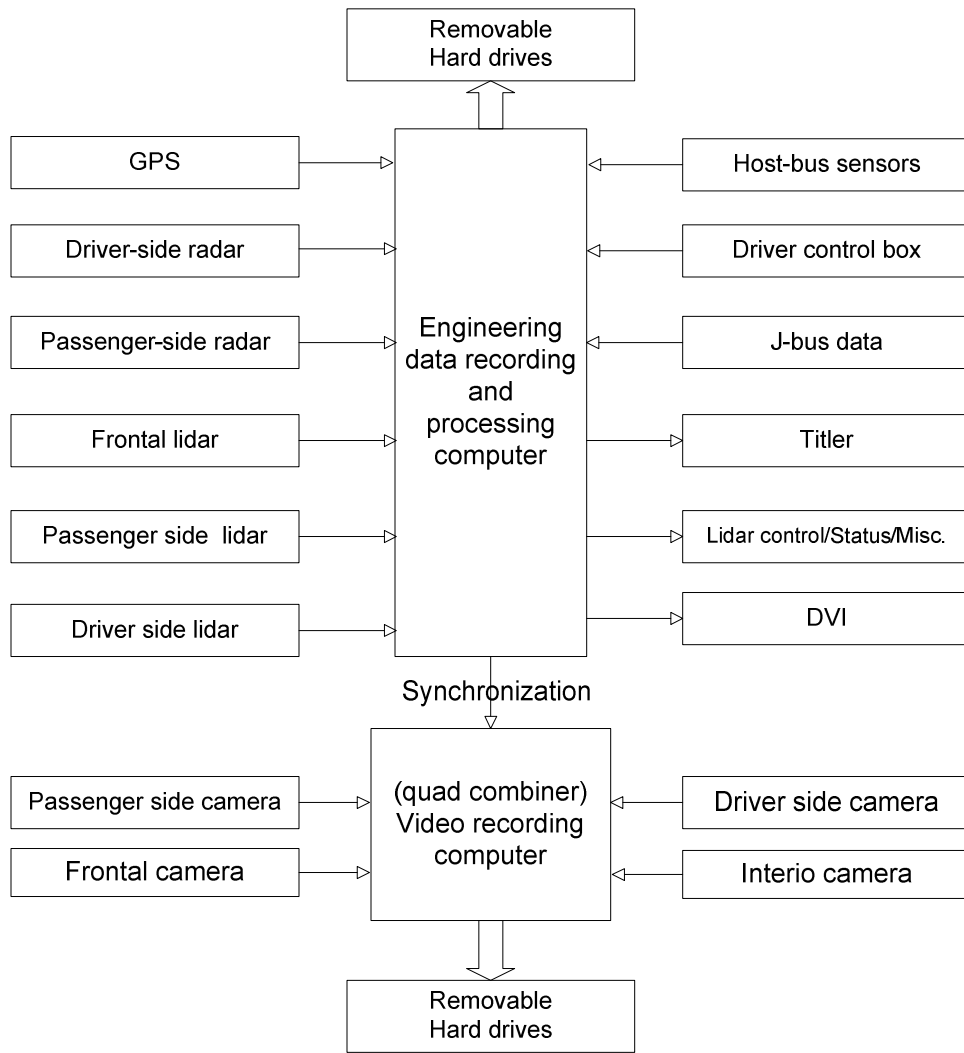 Removable
Hard drives
GPS
Host-bus sensors
Driver-side radar
Driver control box
Passenger-side radar
J-bus data
Engineering
data recording
and
processing
computer
Frontal lidar
Titler
Passenger side lidar
Lidar control/Status/Misc.
Driver side lidar
DVI
Synchronization
Passenger side camera
(quad combiner)
Video recording
computer
Driver side camera
Frontal camera
Interio camera
Removable
Hard drives